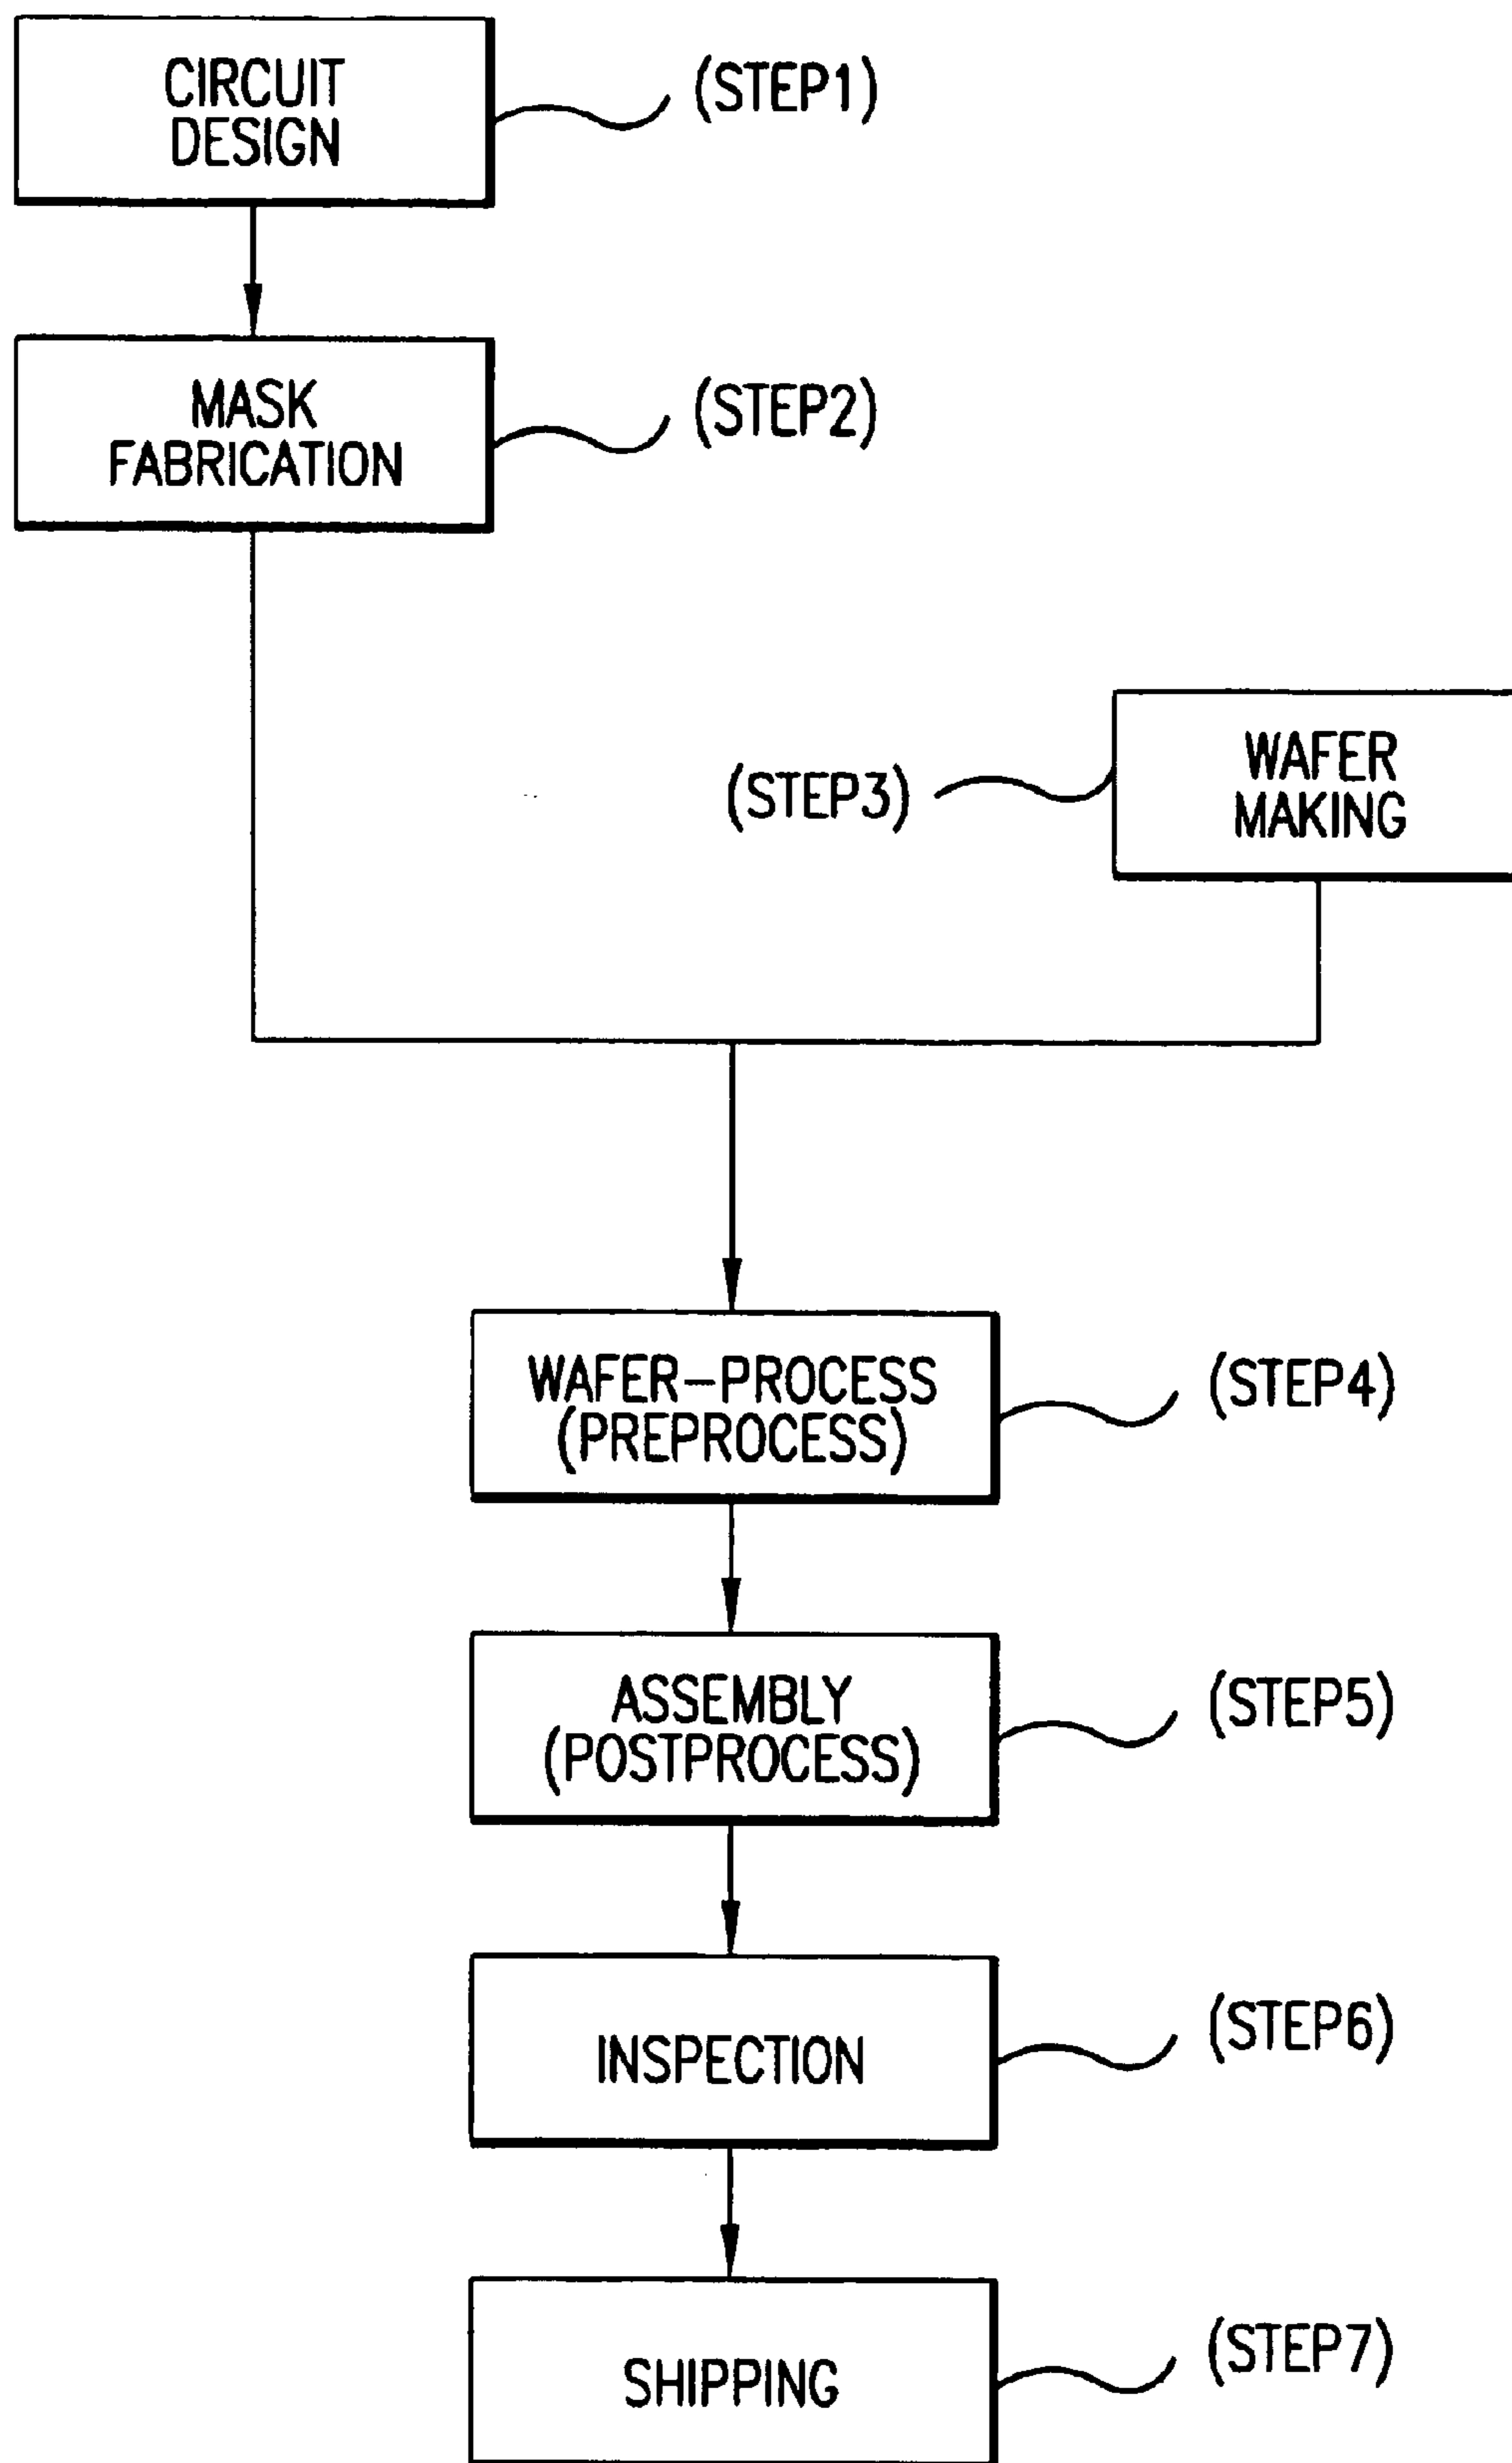 CIRCUIT
DESIGN
(STEP1)
MASK
FABRICATION
(STEP2)
WAFER
MAKING
(STEP3)
WAFER-PROCESS
(PREPROCESS)
(STEP4)
ASSEMBLY
(POSTPROCESS)
(STEP5)
INSPECTION
(STEP6)
SHIPPING
(STEP7)